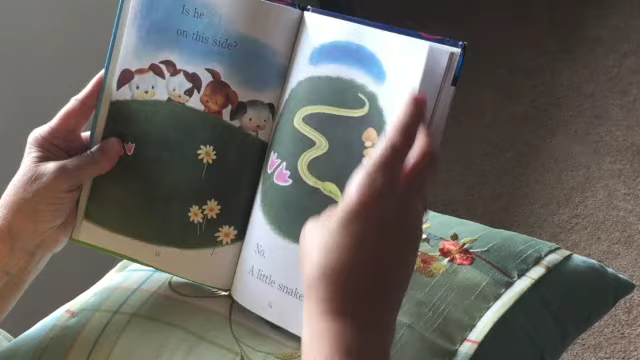 Is he
on this side?
No.
A little snake